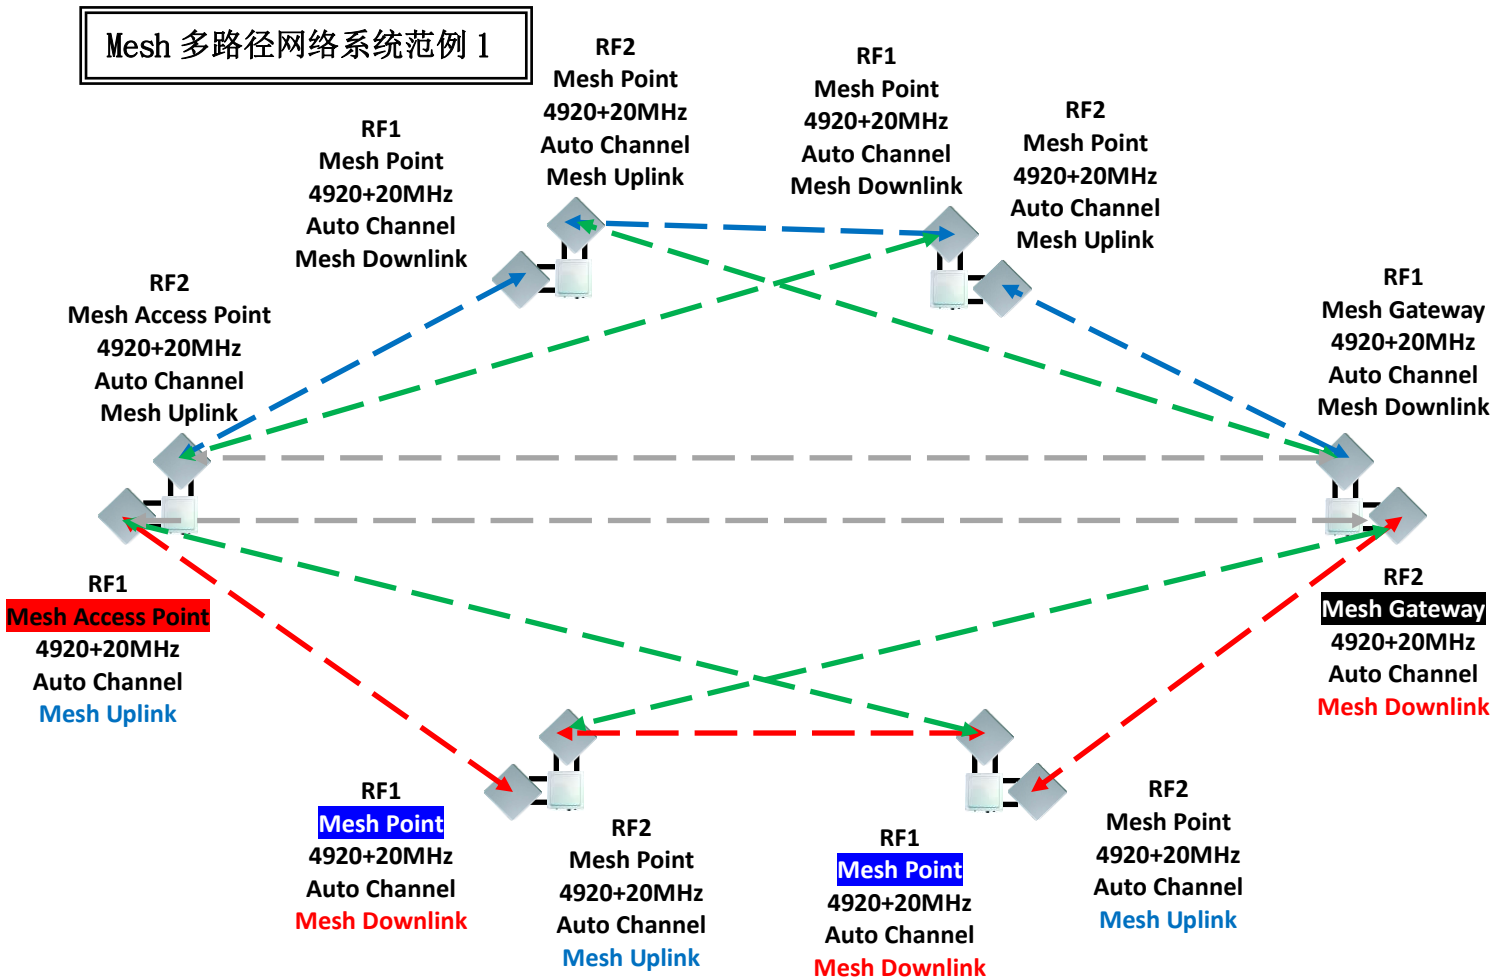 Mesh 多路径网络系统范例 1
RF2
Mesh Point
4920+20MHz
Auto Channel
Mesh Uplink
RF1
Mesh Point
4920+20MHz
Auto Channel
Mesh Downlink
RF1
Mesh Point
4920+20MHz
Auto Channel
Mesh Downlink
RF2
Mesh Point
4920+20MHz
Auto Channel
Mesh Uplink
RF2
Mesh Access Point
4920+20MHz
Auto Channel
Mesh Uplink
RF1
Mesh Gateway
4920+20MHz
Auto Channel
Mesh Downlink
RF1
Mesh Access Point
4920+20MHz
Auto Channel
Mesh Uplink
RF2
Mesh Gateway
4920+20MHz
Auto Channel
Mesh Downlink
RF1
Mesh Point
4920+20MHz
Auto Channel
Mesh Downlink
RF2
Mesh Point
4920+20MHz
Auto Channel
Mesh Uplink
RF1
Mesh Point
4920+20MHz
Auto Channel
Mesh Downlink
RF2
Mesh Point
4920+20MHz
Auto Channel
Mesh Uplink